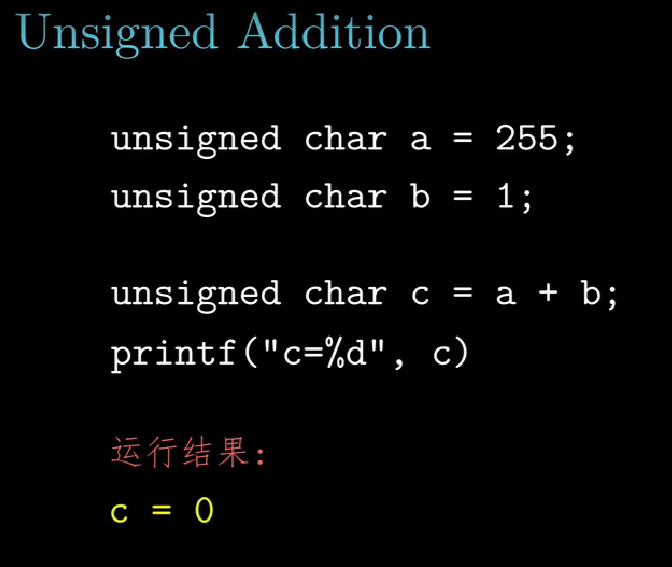 Unsigned Addition
unsigned char a = 255;
unsigned char b = 1;
unsigned char c = a + b;
printf("c=%d", c)
运行结果:
c = 0